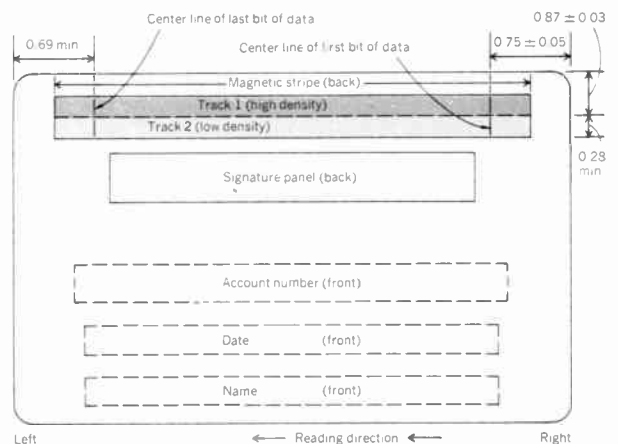 Center line of last bit of data
0 87 ± 0 03
0.69 min
Center line of first bit of data
0 75 ± 0.05
Magnetic stripe (back)
Track 1 (high density)
Track 2 (low density)
0 28
min
Signature panel (back)
Account number (front)
Date (front)
Name (front)
Left
Reading direction
Right